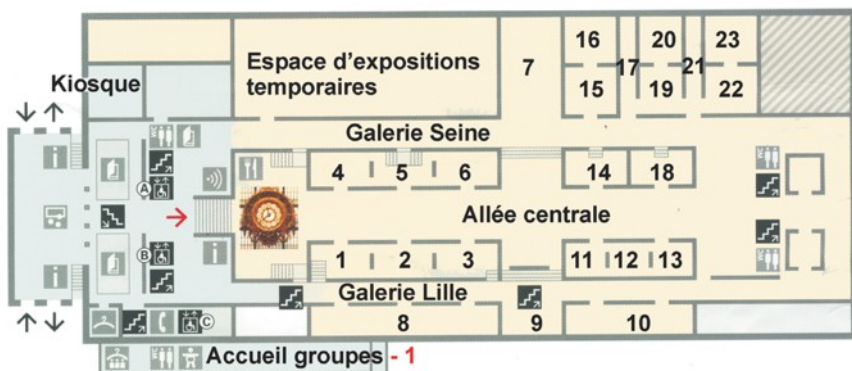 16
20
23
Espace d'expositions
temporaires
7
17
21
Kiosque
15
19
22
Galerie Seine
4
5
6
14
18
A
Allée centrale
B
1
2
3
11
12
13
Galerie Lille
8
9
10
C
Accueil groupes - 1